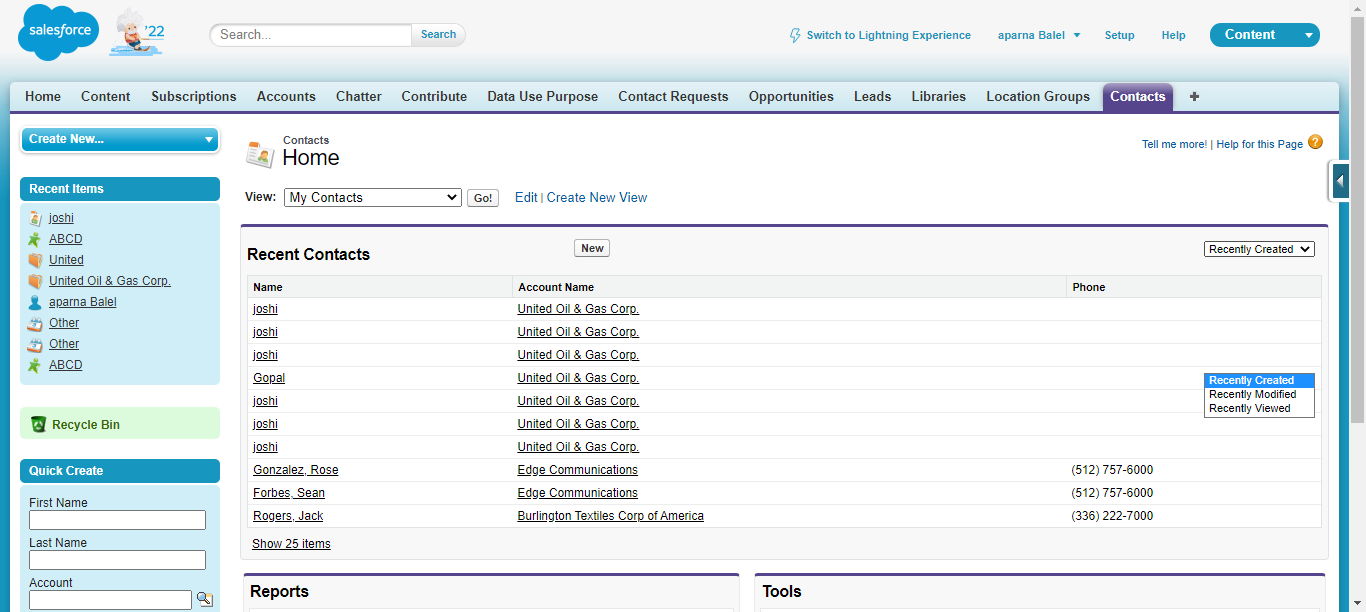 salesforce
'22
Search...
Search
Switch to Lightning Experience
aparna Balel
Setup
Help
Content
Home Content Subscriptions Accounts Chatter Contribute Data Use Purpose Contact Requests Opportunities Leads Libraries Location Groups Contacts +
Create New...
Recent Items
joshi
ABCD
United
United Oil & Gas Corp.
aparna Balel
Other
Other
ABCD
Recycle Bin
Quick Create
First Name
Last Name
Account
Contacts
Home
Tell me more! | Help for this Page
View: My Contacts Go! Edit | Create New View
Recent Contacts New Recently Created
Name Account Name Phone
joshi United Oil & Gas Corp.
joshi United Oil & Gas Corp.
joshi United Oil & Gas Corp.
Gopal United Oil & Gas Corp.
joshi United Oil & Gas Corp.
joshi United Oil & Gas Corp.
joshi United Oil & Gas Corp.
Gonzalez, Rose Edge Communications (512) 757-6000
Forbes, Sean Edge Communications (512) 757-6000
Rogers, Jack Burlington Textiles Corp of America (336) 222-7000
Recently Created
Recently Modified
Recently Viewed
Show 25 items
Reports
Tools